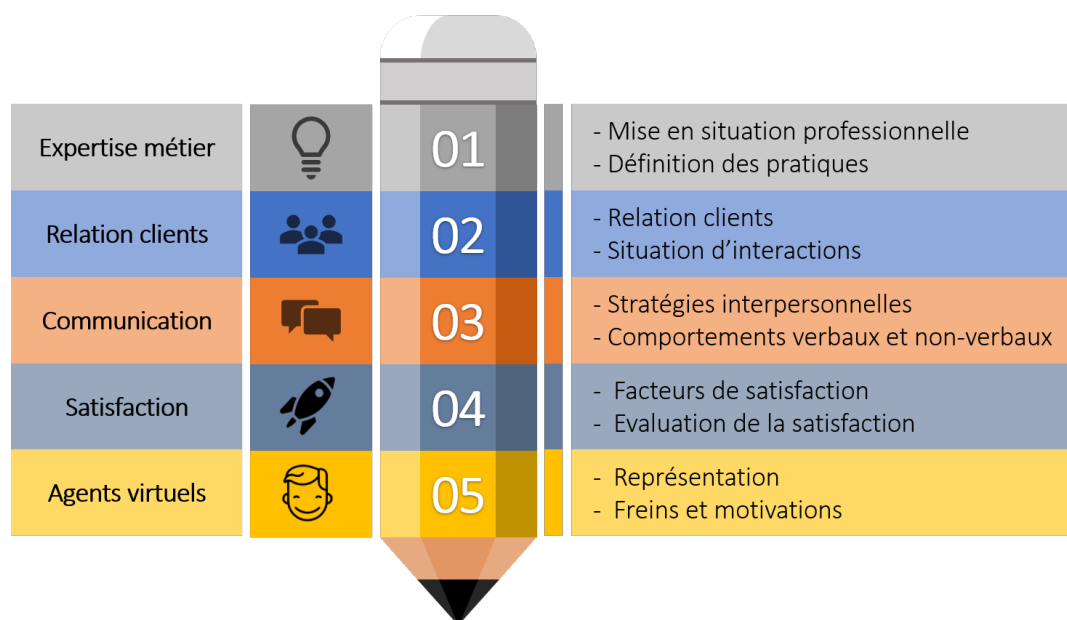 Expertise métier
01
- Mise en situation professionnelle
- Définition des pratiques
Relation clients
02
- Relation clients
- Situation d’interactions
Communication
03
- Stratégies interpersonnelles
- Comportements verbaux et non-verbaux
Satisfaction
04
- Facteurs de satisfaction
- Evaluation de la satisfaction
Agents virtuels
05
- Représentation
- Freins et motivations